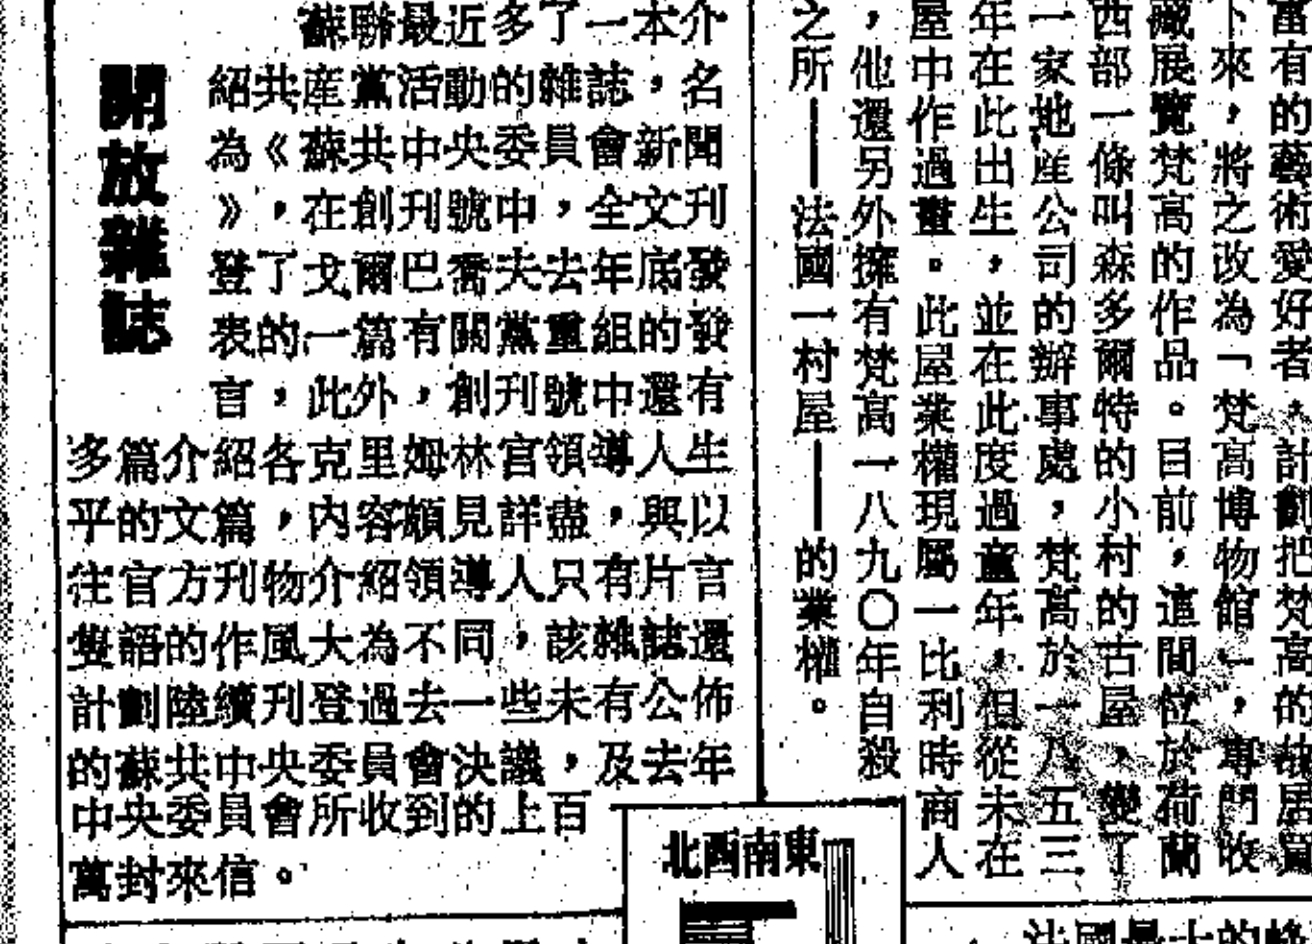 富有的藝術愛好者,計劃把梵高的故居買
下來,將之改為「梵高博物館」,專門收
藏展覽梵高的作品。目前,這間位於荷蘭
西部一條叫森多爾特的小村的古屋,變了
一家地產公司的辦事處,梵高於一八五三
年在此出生,並在此度過童年,但從未在
屋中作過畫。此屋業權現屬一比利時商人
,他還另外擁有梵高一八九〇年自殺
之所——法國一村屋——的業權。
開放雜誌
蘇聯最近多了一本介
紹共產黨活動的雜誌,名
為《蘇共中央委員會新聞
》,在創刊號中,全文刊
登了戈爾巴喬夫去年底發
表的一篇有關黨重組的發
言,此外,創刊號中還有
多篇介紹各克里姆林宮領導人生
平的文篇,內容頗見詳盡,與以
往官方刊物介紹領導人只有片言
隻語的作風大為不同,該雜誌還
計劃陸續刊登過去一些未有公佈
的蘇共中央委員會決議,及去年
中央委員會所收到的上百
萬封來信。
東南西北